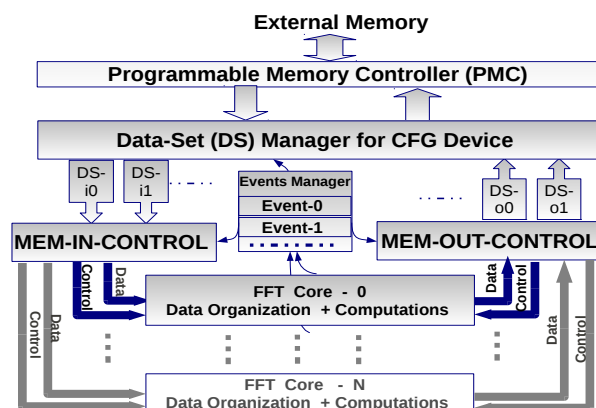 External Memory
Programmable Memory Controller (PMC)
Data-Set (DS) Manager for CFG Device
DS-
i0
DS-
i1
Events Manager
Event-0
Event-1
DS-
o0
DS-
o1
MEM-IN-CONTROL
MEM-OUT-CONTROL
Control
Data
Data
Control
FFT Core - 0
Data Organization + Computations
Data
Control
Data
Control
FFT Core - N
Data Organization + Computations